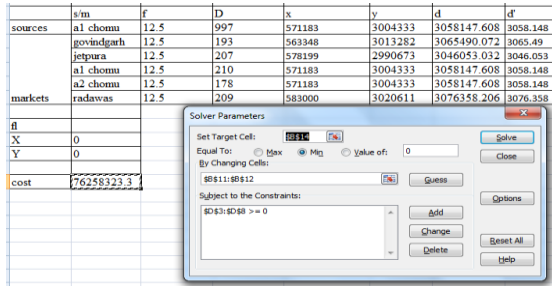 s/m f D x y d d'
sources a1 chomu 12.5 997 571183 3004333 3058147.608 3058.148
govindgarh 12.5 193 563348 3013282 3065490.072 3065.49
jetpura 12.5 207 578199 2990673 3046053.032 3046.053
a1 chomu 12.5 210 571183 3004333 3058147.608 3058.148
a2 chomu 12.5 178 571183 3004333 3058147.608 3058.148
markets radawas 12.5 209 583000 3020611 3076358.206 3076.358
fl
X 0
Y 0
cost 76258323.3
Solver Parameters
Set Target Cell: $B$14 Solve
Equal To: Max Min Value of: 0 Close
By Changing Cells:
$B$11:$B$12 Guess
Subject to the Constraints: Options
$D$3:$D$8 >= 0 Add
Change
Delete Reset All
Help